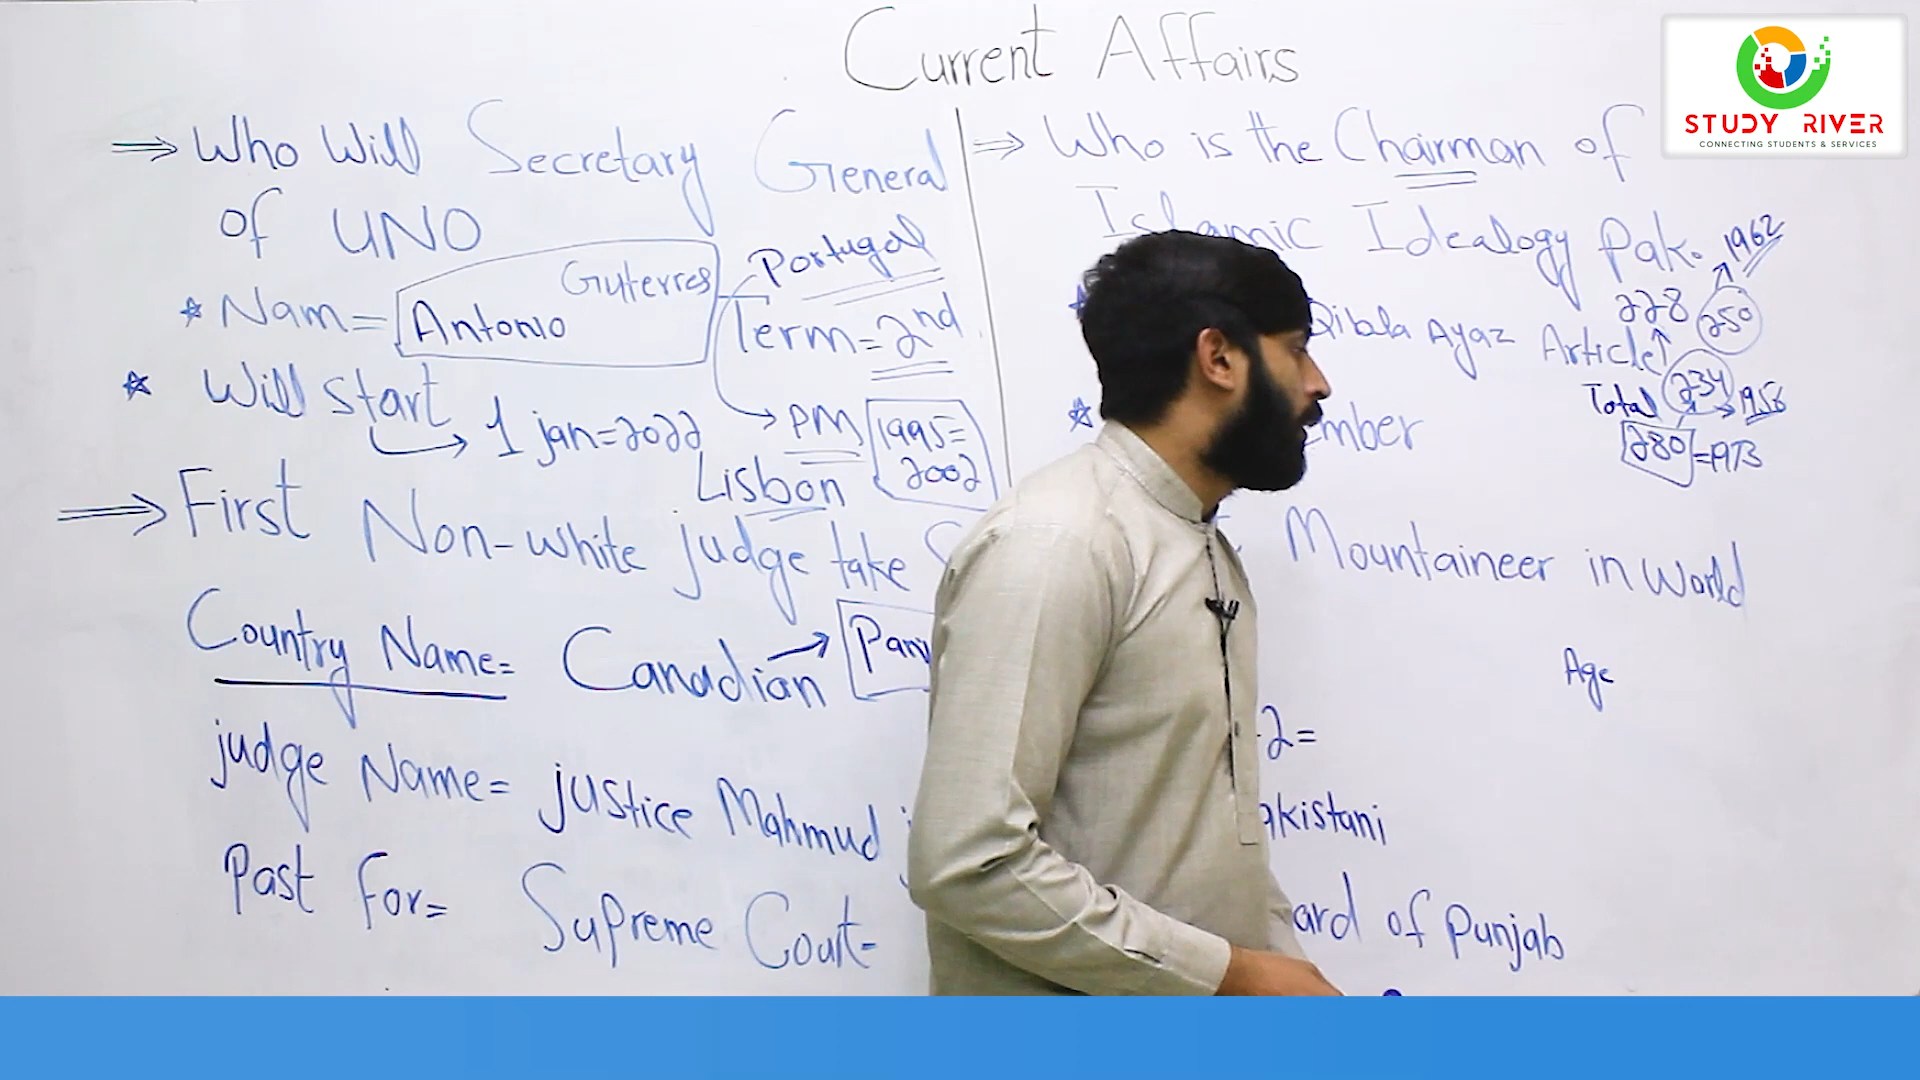 Current Affairs
STUDY RIVER
CONNECTING STUDENTS & SERVICES
⇒ Who Will Secretary General
of UNO
* Nam= Antonio Guterres
Portugal
Term=2nd
* Will start
1 jan=2022
PM 1995=
2002
Lisbon
⇒ First Non-white judge take
Country Name= Canadian →
judge Name= justice Mahmud
Past For= Supreme Court-
⇒ Who is the Chairman of
Islamic Idealogy Pak.
1962
228 250
Qibla Ayaz Article
234 → 1956
Total
280 =1973
Mountaineer in World
Age
2=
of Punjab